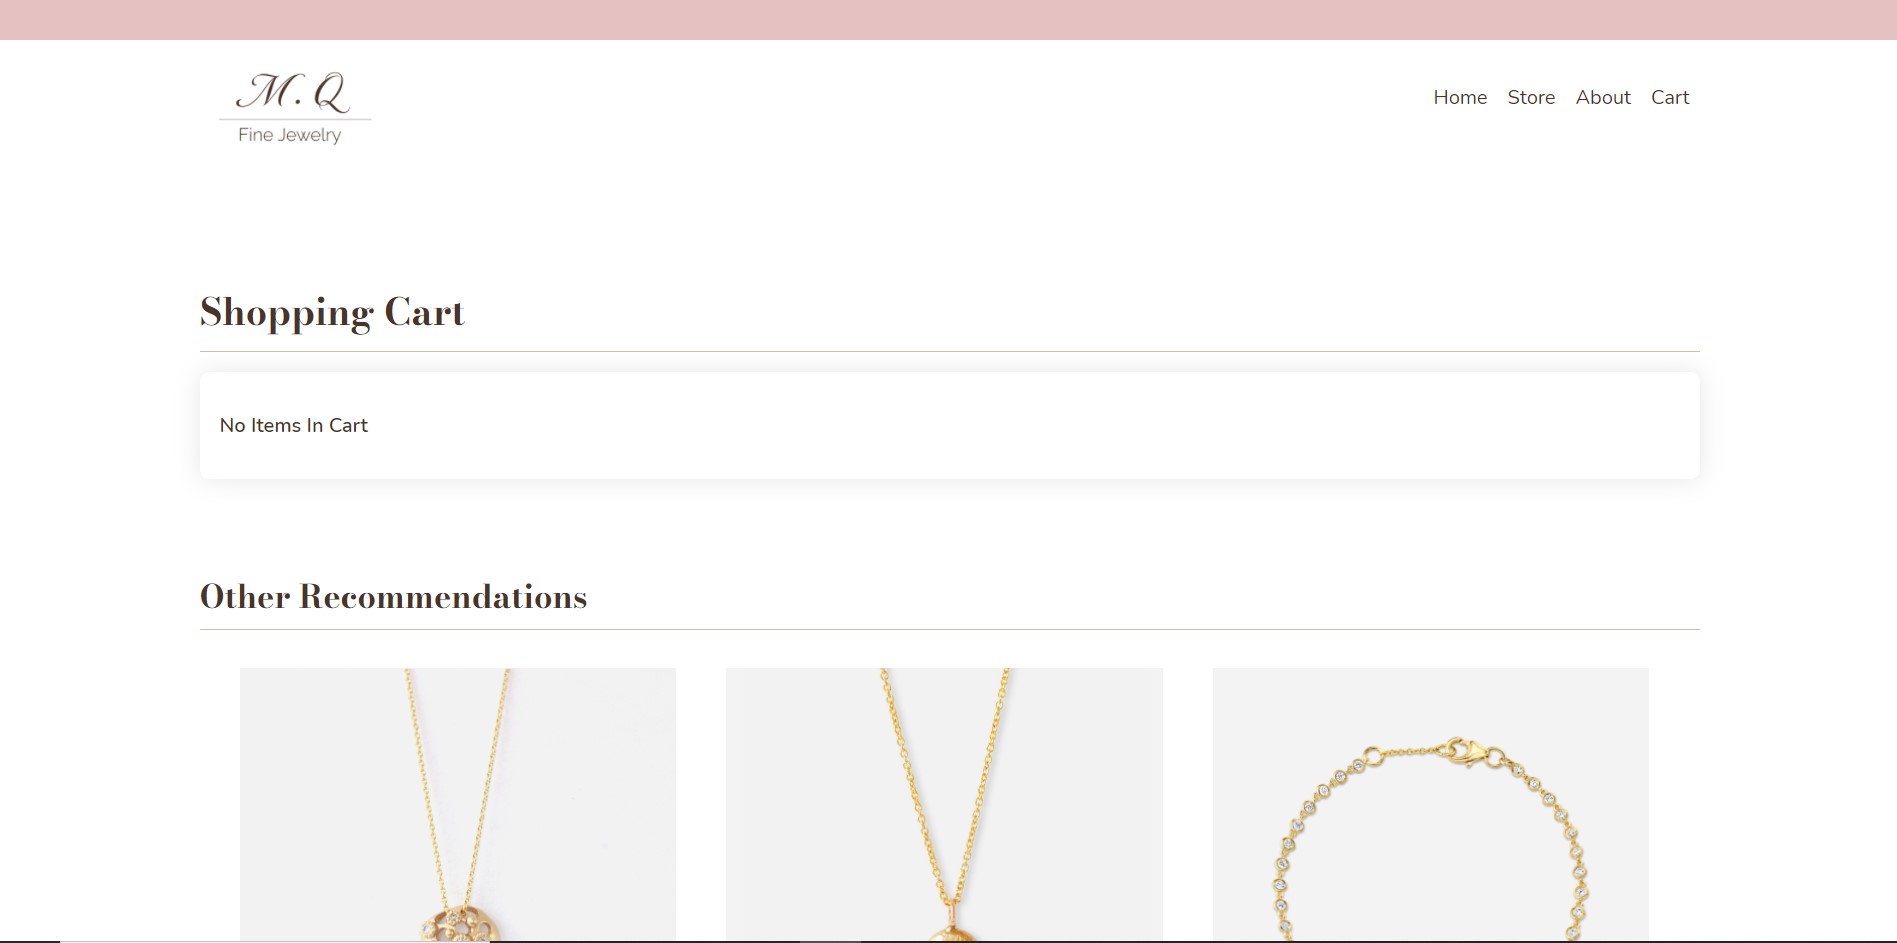 M. Q
Fine Jewelry
Home Store About Cart
Shopping Cart
No Items In Cart
Other Recommendations